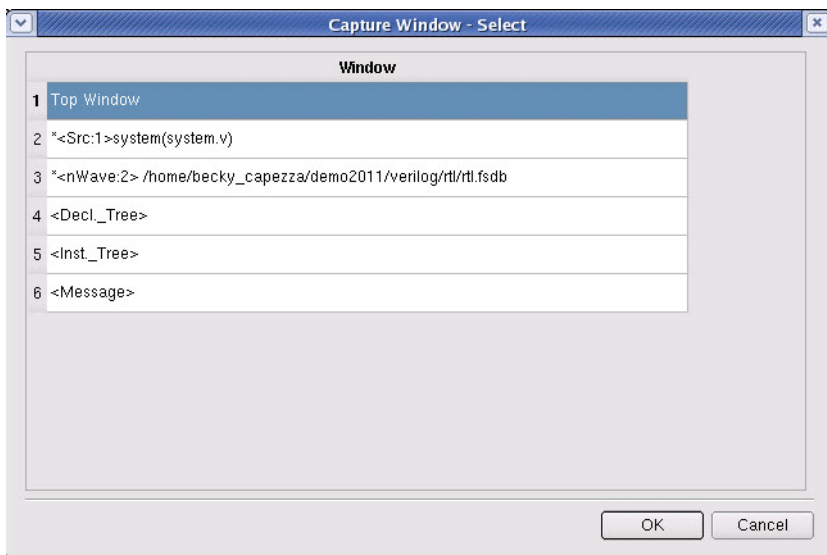 Capture Window - Select
Window
1 Top Window
2 *<Src:1>system(system.v)
3 *<nWave:2> /home/becky_capezza/demo2011/verilog/rtl/rtl.fsdb
4 <Decl._Tree>
5 <Inst._Tree>
6 <Message>
OK Cancel